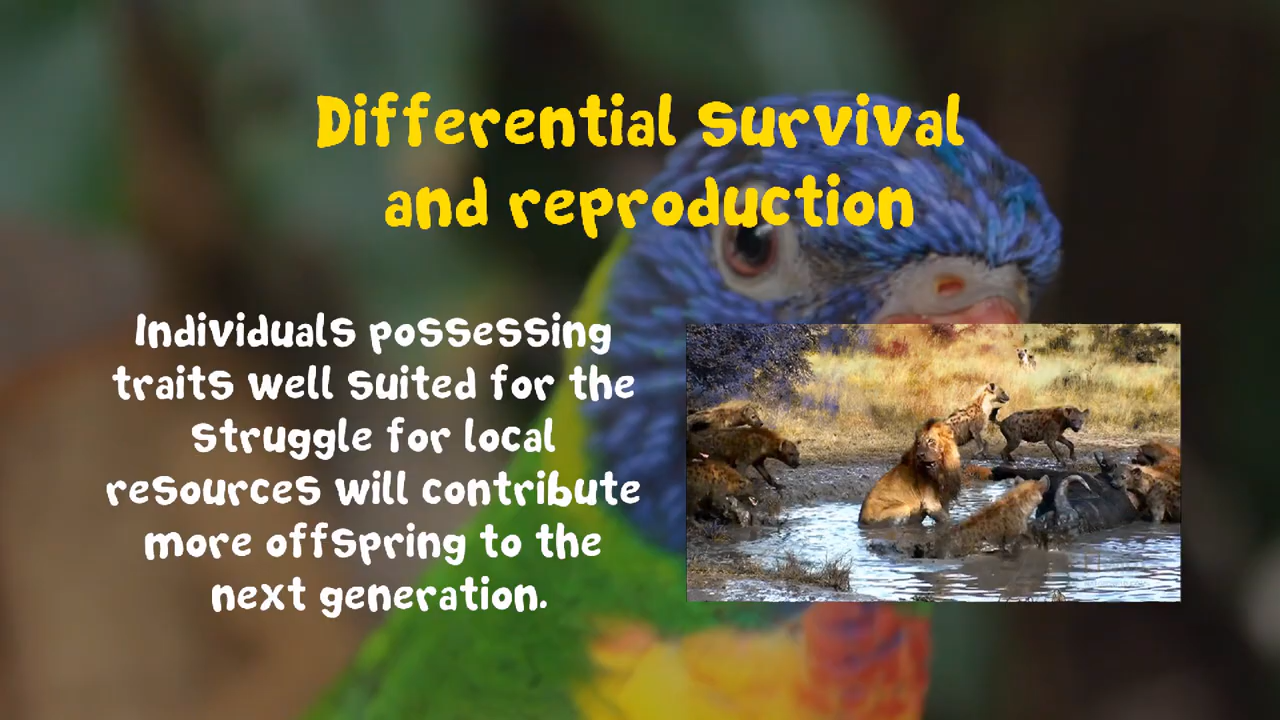 Differential survival
and reproduction
Individuals possessing
traits well suited for the
struggle for local
resources will contribute
more offspring to the
next generation.